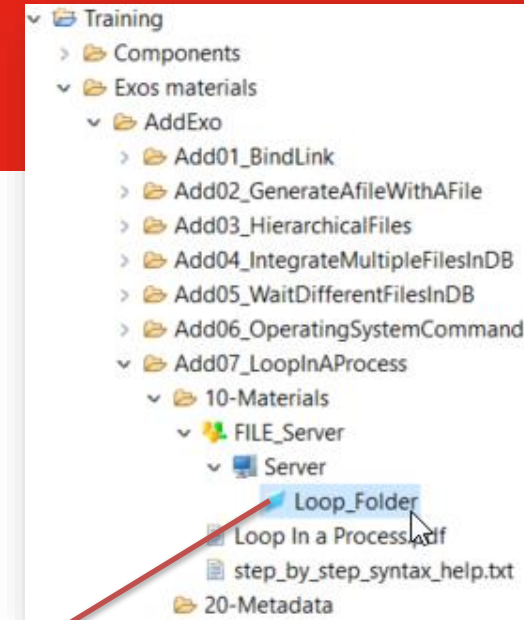 Training
Components
Exos materials
AddExo
Add01_BindLink
Add02_GenerateAfileWithAFile
Add03_HierarchicalFiles
Add04_IntegrateMultipleFilesInDB
Add05_WaitDifferentFilesInDB
Add06_OperatingSystemCommand
Add07_LoopInAProcess
10-Materials
FILE_Server
Server
Loop_Folder
Loop In a Process.pdf
step_by_step_syntax_help.txt
20-Metadata